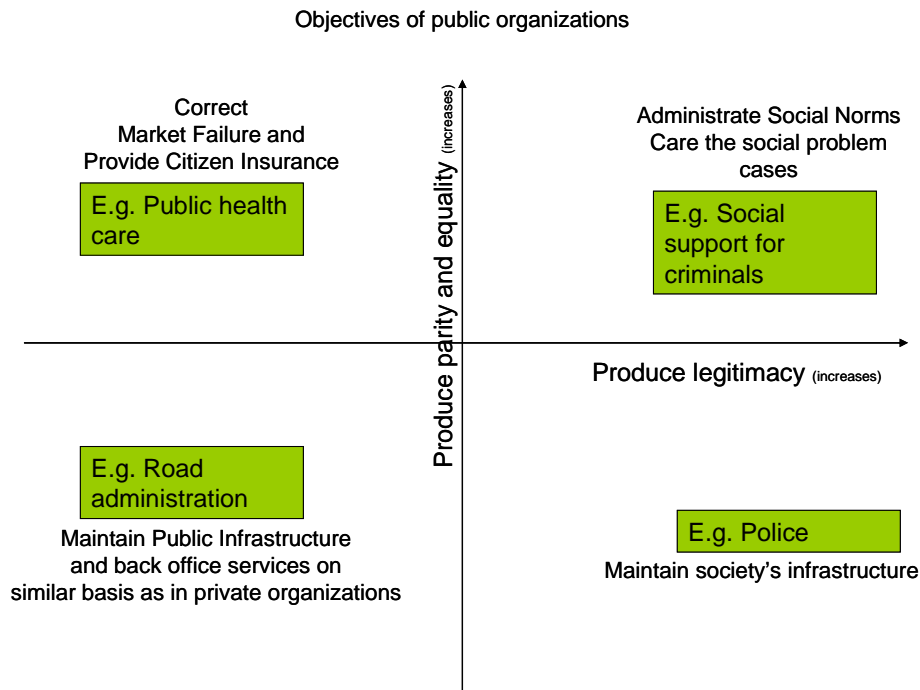 Objectives of public organizations
Correct
Market Failure and
Provide Citizen Insurance
E.g. Public health
care
Produce parity and equality (increases)
Administrate Social Norms
Care the social problem
cases
E.g. Social
support for
criminals
Produce legitimacy (increases)
E.g. Road
administration
Maintain Public Infrastructure
and back office services on
similar basis as in private organizations
E.g. Police
Maintain society's infrastructure